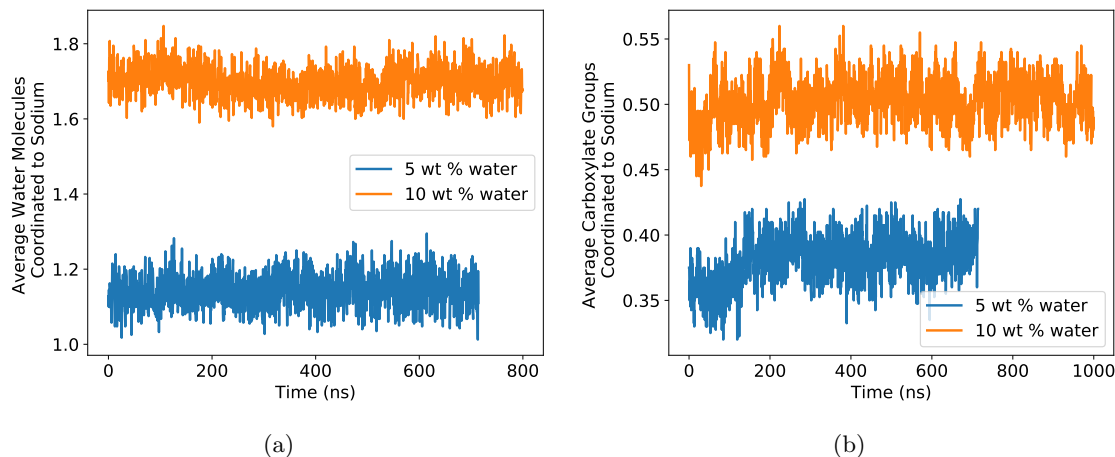 Average Water Molecules
Coordinated to Sodium
1.8
1.6
1.4
1.2
1.0
5 wt % water
10 wt % water
0
200
400
600
800
Time (ns)
(a)
Average Carboxylate Groups
Coordinated to Sodium
0.55
0.50
0.45
0.40
0.35
5 wt % water
10 wt % water
0
200
400
600
800
1000
Time (ns)
(b)